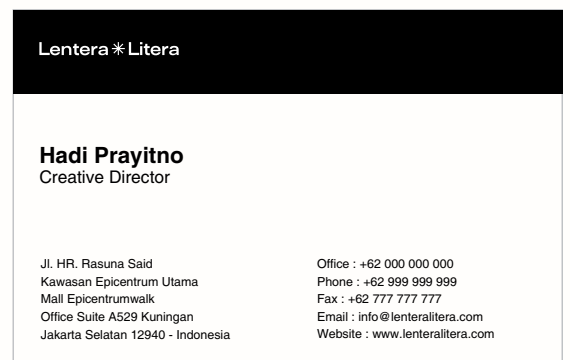 Lentera✳Litera
Hadi Prayitno
Creative Director
Jl. HR. Rasuna Said
Kawasan Epicentrum Utama
Mall Epicentrumwalk
Office Suite A529 Kuningan
Jakarta Selatan 12940 - Indonesia
Office : +62 000 000 000
Phone : +62 999 999 999
Fax : +62 777 777 777
Email : info@lenteralitera.com
Website : www.lenteralitera.com